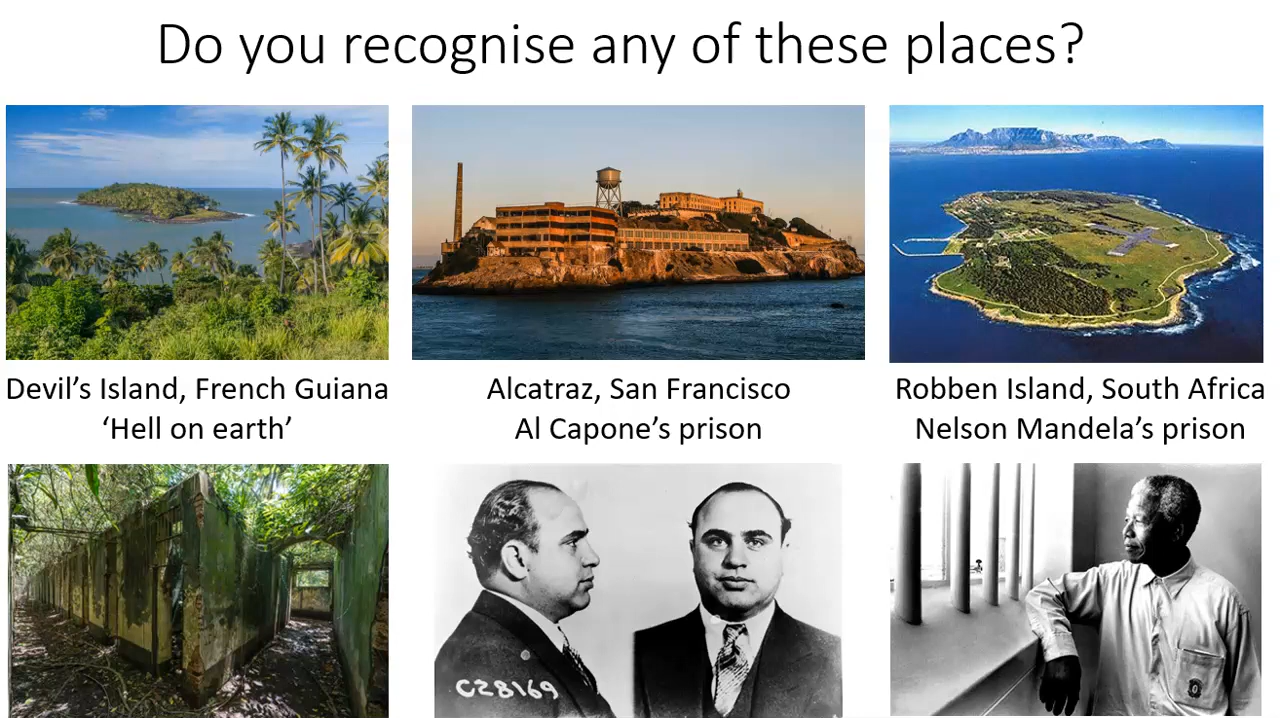 Do you recognise any of these places?
Devil’s Island, French Guiana
‘Hell on earth’
Alcatraz, San Francisco
Al Capone’s prison
Robben Island, South Africa
Nelson Mandela’s prison
C28169